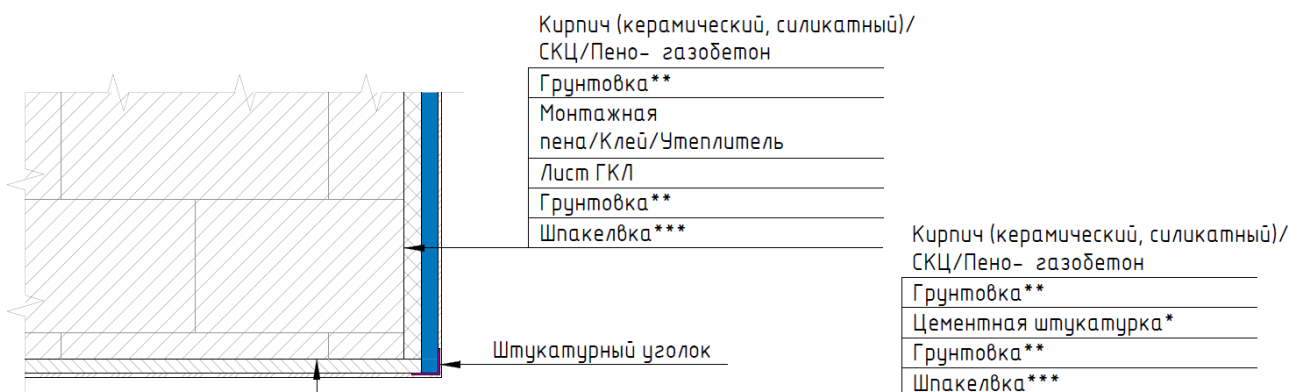 Кирпич (керамический, силикатный)/
СКЦ/Пено- газобетон
Грунтовка**
Монтажная
пена/Клей/Утеплитель
Лист ГКЛ
Грунтовка**
Шпакелвка***
Штукатурный уголок
Кирпич (керамический, силикатный)/
СКЦ/Пено- газобетон
Грунтовка**
Цементная штукатурка*
Грунтовка**
Шпакелвка***